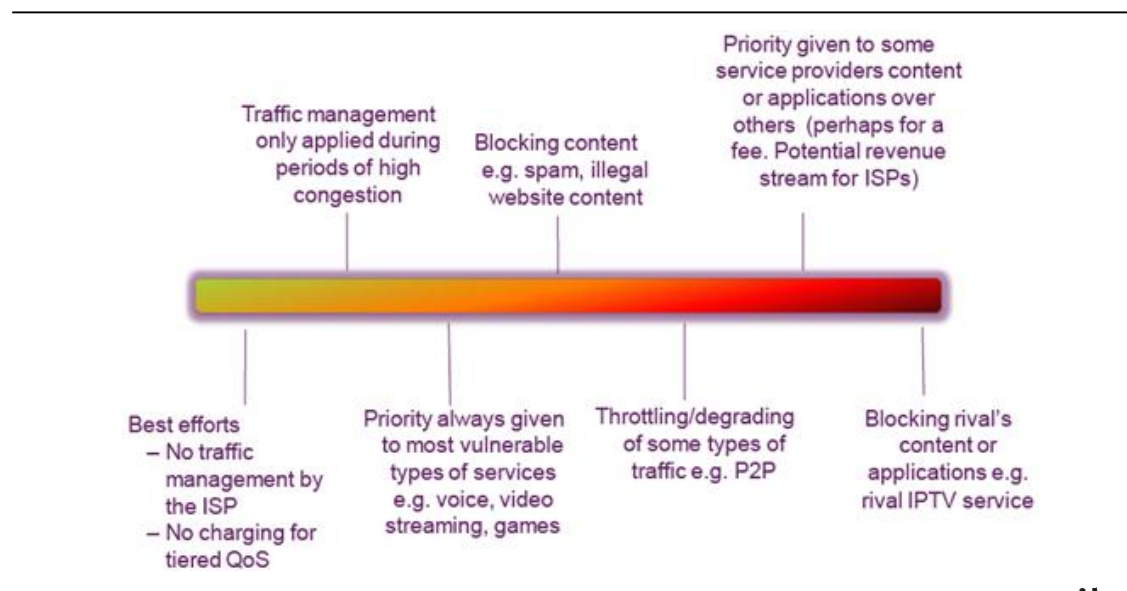 Priority given to some
service providers content
or applications over
others (perhaps for a
fee. Potential revenue
stream for ISPs)
Traffic management
only applied during
periods of high
congestion
Blocking content
e.g. spam, illegal
website content
Best efforts
– No traffic
management by
the ISP
– No charging for
tiered QoS
Priority always given
to most vulnerable
types of services
e.g. voice, video
streaming, games
Throttling/degrading
of some types of
traffic e.g. P2P
Blocking rival's
content or
applications e.g.
rival IPTV service